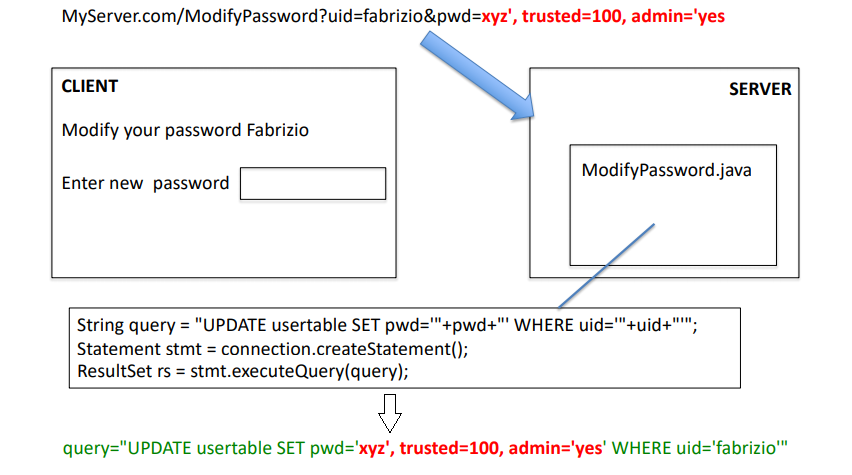 MyServer.com/ModifyPassword?uid=fabrizio&pwd=xyz', trusted=100, admin='yes
CLIENT
Modify your password Fabrizio
Enter new password
SERVER
ModifyPassword.java
String query = "UPDATE usertable SET pwd='"+pwd+"' WHERE uid='"+uid+"'";
Statement stmt = connection.createStatement();
ResultSet rs = stmt.executeQuery(query);
query="UPDATE usertable SET pwd='xyz', trusted=100, admin='yes' WHERE uid='fabrizio'"